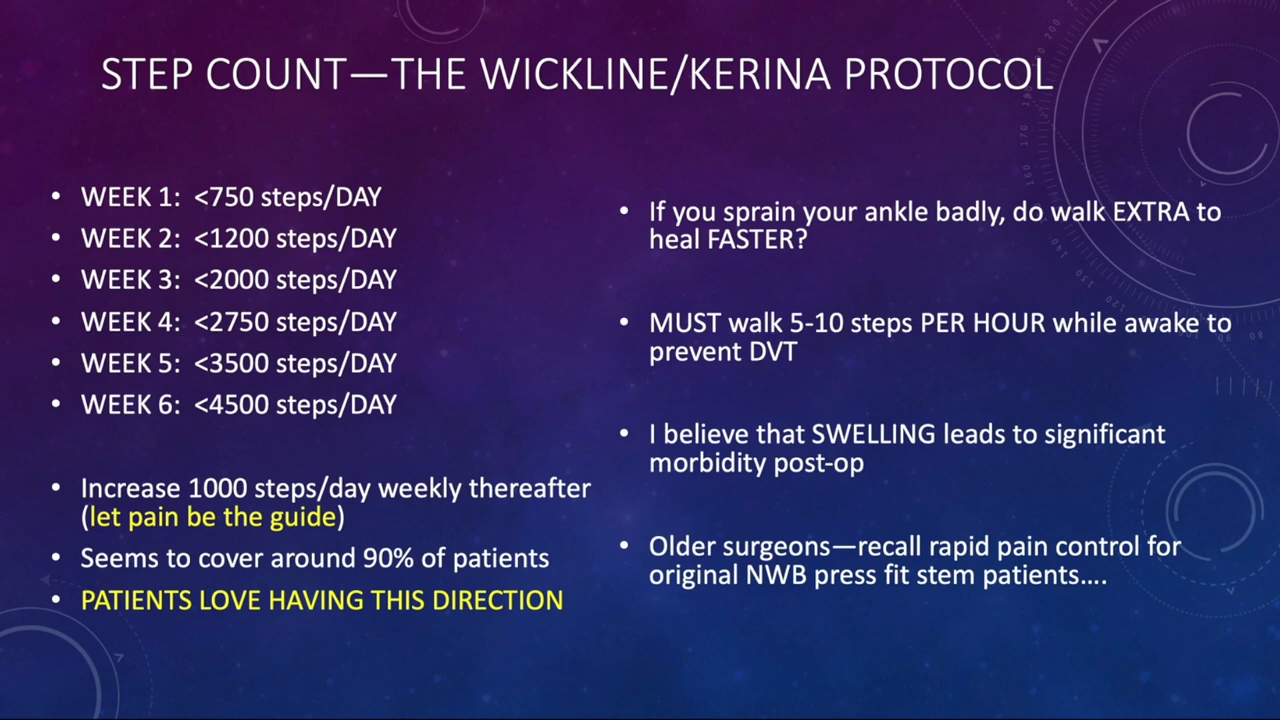 STEP COUNT—THE WICKLINE/KERINA PROTOCOL
• WEEK 1: <750 steps/DAY
• WEEK 2: <1200 steps/DAY
• WEEK 3: <2000 steps/DAY
• WEEK 4: <2750 steps/DAY
• WEEK 5: <3500 steps/DAY
• WEEK 6: <4500 steps/DAY
• Increase 1000 steps/day weekly thereafter
(let pain be the guide)
• Seems to cover around 90% of patients
• PATIENTS LOVE HAVING THIS DIRECTION
• If you sprain your ankle badly, do walk EXTRA to
heal FASTER?
• MUST walk 5-10 steps PER HOUR while awake to
prevent DVT
• I believe that SWELLING leads to significant
morbidity post-op
• Older surgeons—recall rapid pain control for
original NWB press fit stem patients....